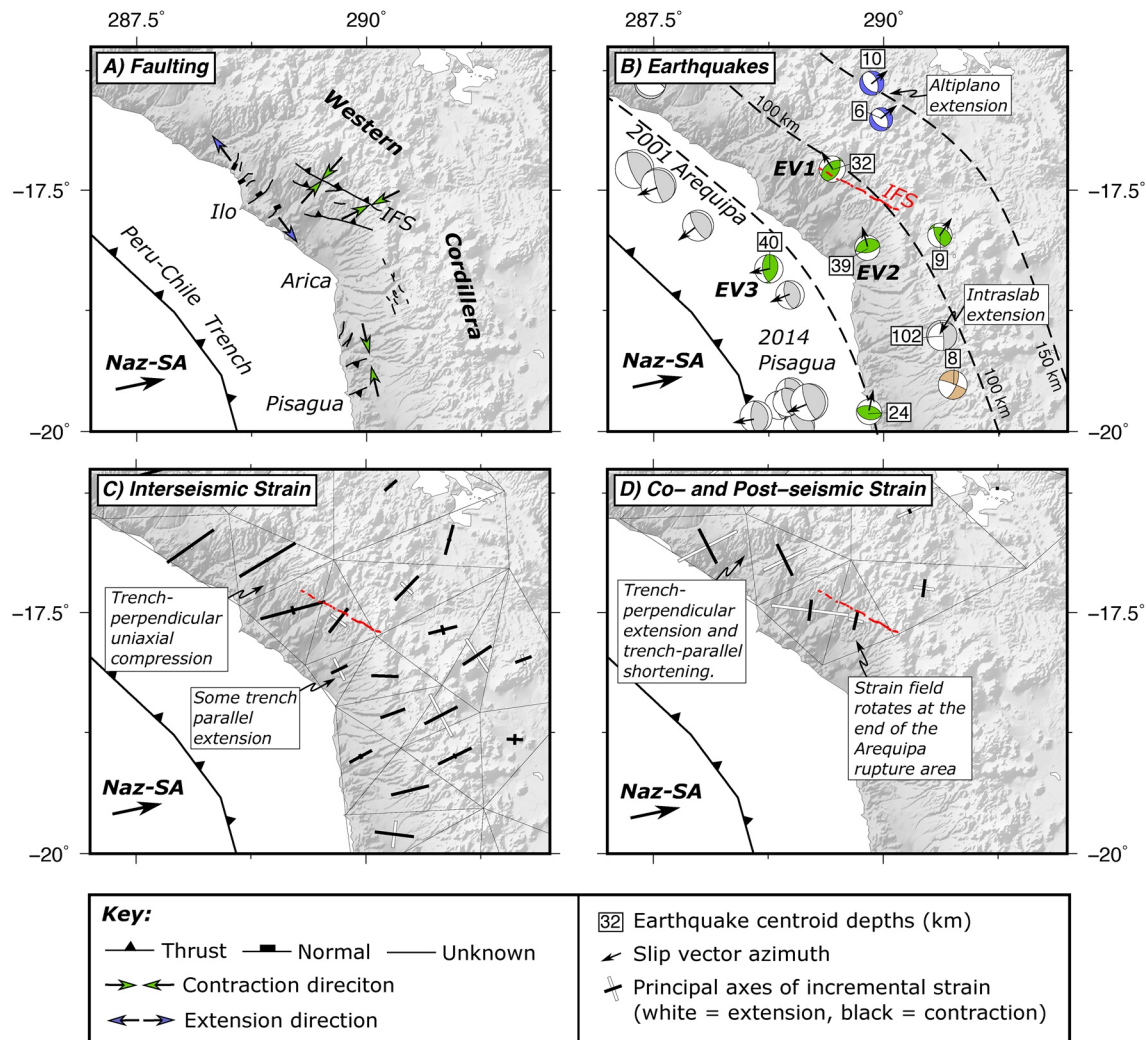 287.5°
290°
287.5°
290°
A) Faulting
Western
Cordillera
Ilo
IFS
Arica
Peru-Chile Trench
Naz-SA
Pisagua
−17.5°
−20°
B) Earthquakes
10
Altiplano
extension
6
100 km
2001 Arequipa
EV1
32
IFS
40
39
EV2
9
EV3
Intraslab
extension
2014
Pisagua
102
8
150 km
100 km
Naz-SA
24
−17.5°
−20°
C) Interseismic Strain
Trench-
perpendicular
uniaxial
compression
Some trench
parallel
extension
Naz-SA
−17.5°
−20°
D) Co− and Post−seismic Strain
Trench-
perpendicular
extension and
trench-parallel
shortening.
Strain field
rotates at the
end of the
Arequipa
rupture area
Naz-SA
−17.5°
−20°
Key:
Thrust
Normal
Unknown
Contraction direciton
Extension direction
32 Earthquake centroid depths (km)
Slip vector azimuth
Principal axes of incremental strain
(white = extension, black = contraction)